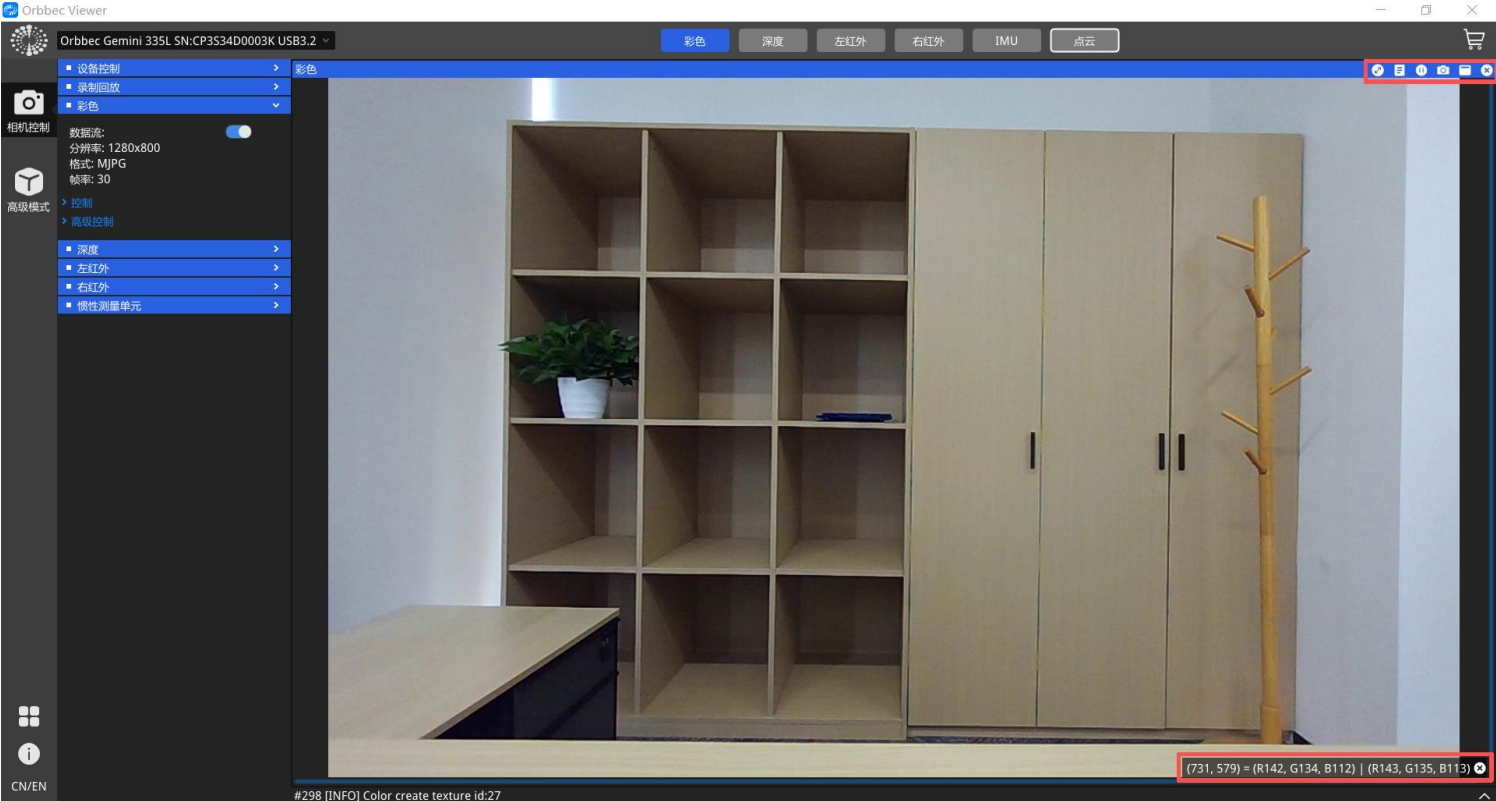 Orbbec Viewer
Orbbec Gemini 335L SN:CP3S34D0003K USB3.2
彩色
深度
左红外
右红外
IMU
点云
相机控制
高级模式
CN/EN
设备控制
录制回放
彩色
数据流:
分辨率: 1280x800
格式: MJPG
帧率: 30
控制
高级控制
深度
左红外
右红外
惯性测量单元
彩色
(731, 579) = (R142, G134, B112) | (R143, G135, B113)
#298 [INFO] Color create texture id:27